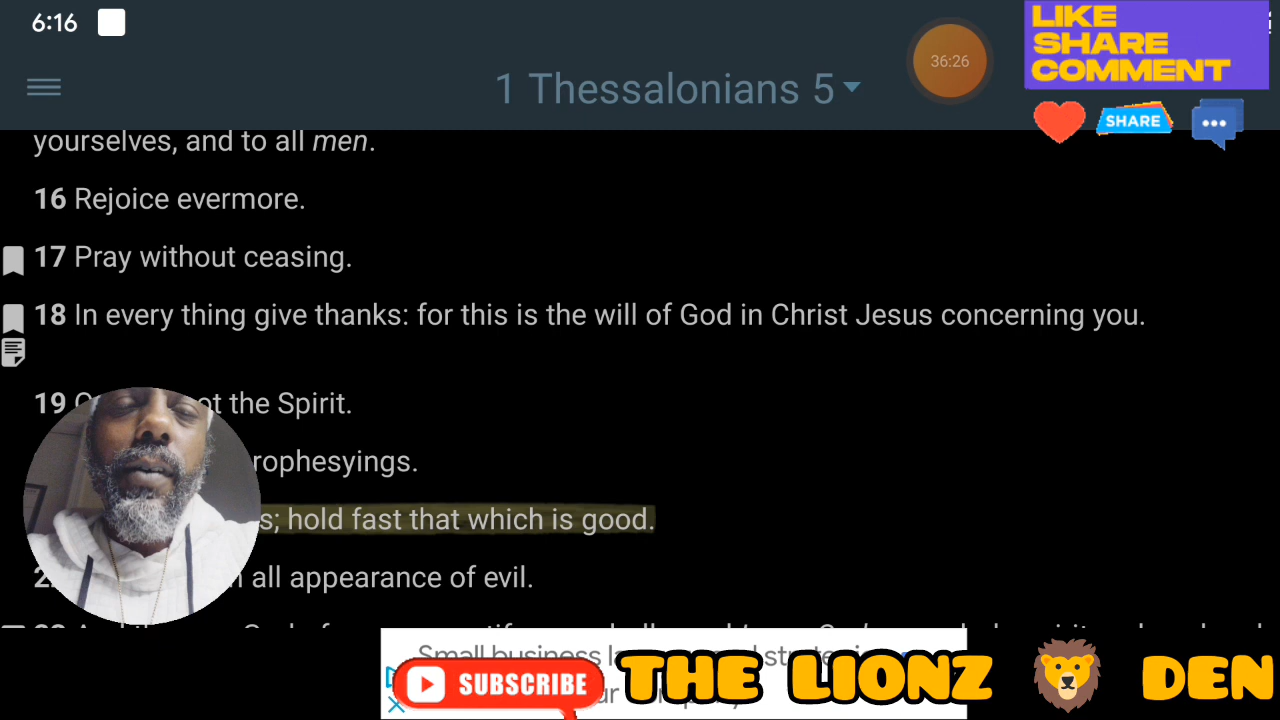 6:16
36:26
LIKE
SHARE
COMMENT
1 Thessalonians 5
SHARE
yourselves, and to all men.
16 Rejoice evermore.
17 Pray without ceasing.
18 In every thing give thanks: for this is the will of God in Christ Jesus concerning you.
19 the Spirit.
rophesyings.
s; hold fast that which is good.
all appearance of evil.
Small business
SUBSCRIBE
THE LIONZ DEN